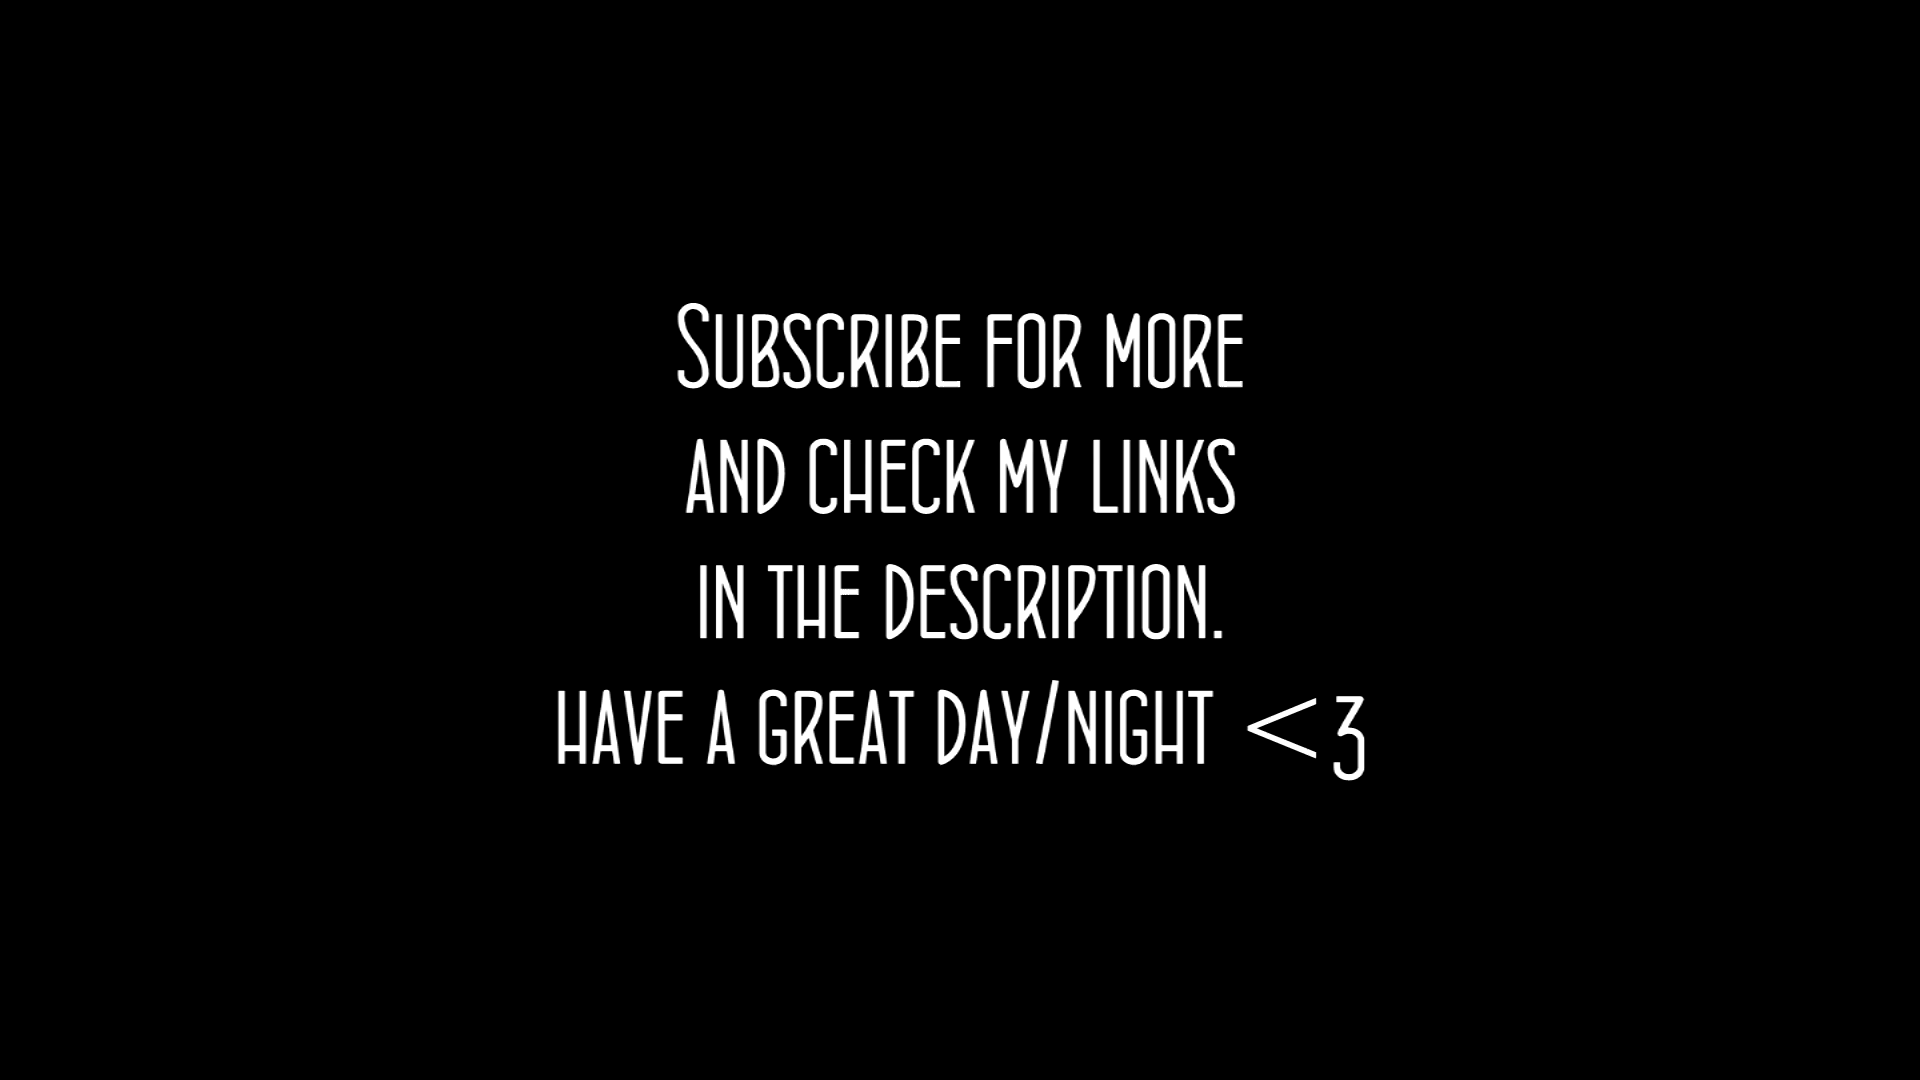 Subscribe for more
and check my links
in the description.
have a great day/night <3